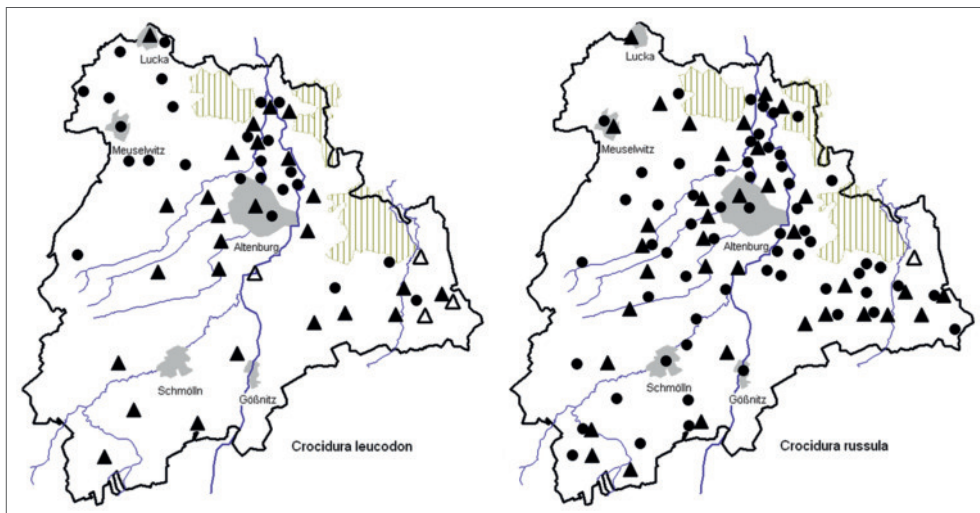 Lucka
Meuselwitz
Altenburg
Schmölln
Gößnitz
Crocidura leucodon
Lucka
Meuselwitz
Altenburg
Schmölln
Gößnitz
Crocidura russula